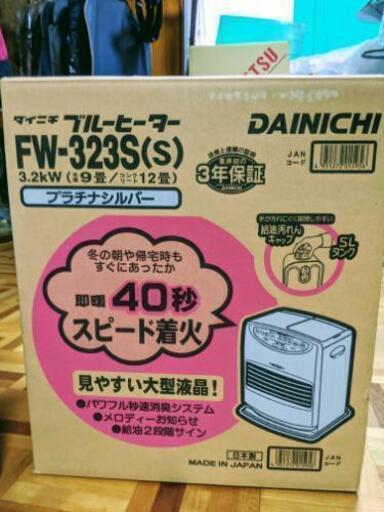 TSU
ダイニチ ブルーヒーター
DAINICHI
FW-323S(S)
3.2kW(木造9畳/コンクリート12畳)
プラチナシルバー
3年保証
JAN
コード
冬の朝や帰宅時も
すぐにあったか
即暖40秒
スピード着火
給油汚れん
キャップ
5L
タンク
見やすい大型液晶!
●パワフル秒速消臭システム
●メロディーお知らせ
●給油2段階サイン
日本製
MADE IN JAPAN
JAN
コード